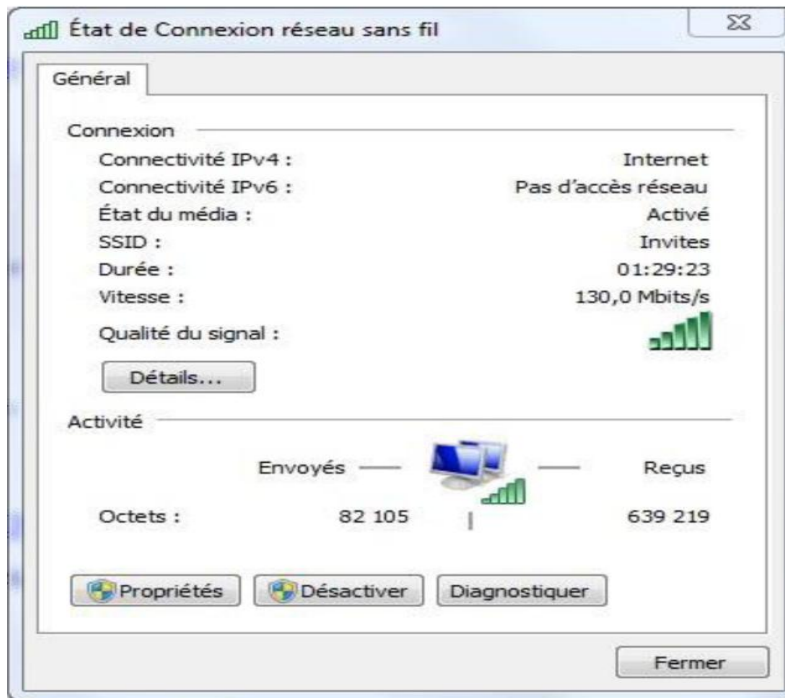 État de Connexion réseau sans fil
Général
Connexion
Connectivité IPv4 : Internet
Connectivité IPv6 : Pas d'accès réseau
État du média : Activé
SSID : Invites
Durée : 01:29:23
Vitesse : 130,0 Mbits/s
Qualité du signal :
Détails...
Activité
Envoyés Reçus
Octets : 82 105 639 219
Propriétés Désactiver Diagnostiquer
Fermer